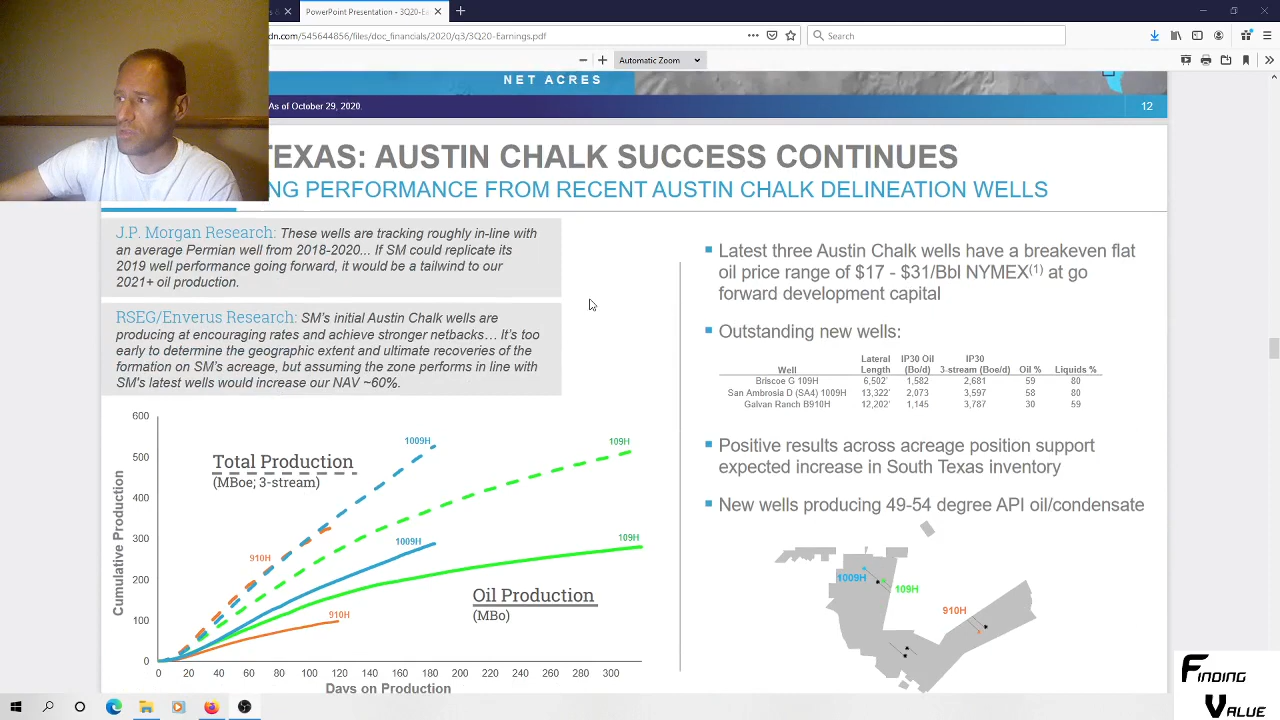 PowerPoint Presentation - 3Q20-E
dn.com/545644856/files/doc_financials/2020/q3/3Q20-Earnings.pdf
Search
Automatic Zoom
NET ACRES
As of October 29, 2020.
12
TEXAS: AUSTIN CHALK SUCCESS CONTINUES
NG PERFORMANCE FROM RECENT AUSTIN CHALK DELINEATION WELLS
J.P. Morgan Research: These wells are tracking roughly in-line with
an average Permian well from 2018-2020... If SM could replicate its
2019 well performance going forward, it would be a tailwind to our
2021+ oil production.
RSEG/Enverus Research: SM's initial Austin Chalk wells are
producing at encouraging rates and achieve stronger netbacks... It's too
early to determine the geographic extent and ultimate recoveries of the
formation on SM's acreage, but assuming the zone performs in line with
SM's latest wells would increase our NAV ~60%.
Cumulative Production
600
500
400
300
200
100
0
Total Production
(MBoe; 3-stream)
1009H
109H
910H
1009H
109H
910H
Oil Production
(MBo)
0 20 40 60 80 100 120 140 160 180 200 220 240 260 280 300
Days on Production
Latest three Austin Chalk wells have a breakeven flat
oil price range of $17 - $31/Bbl NYMEX(1) at go
forward development capital
Outstanding new wells:
Well Lateral Length IP30 Oil (Bo/d) IP30 3-stream (Boe/d) Oil % Liquids %
Briscoe G 109H 6,502' 1,582 2,681 59 80
San Ambrosia D (SA4) 1009H 13,322' 2,073 3,597 58 80
Galvan Ranch B910H 12,202' 1,145 3,787 30 59
Positive results across acreage position support
expected increase in South Texas inventory
New wells producing 49-54 degree API oil/condensate
1009H
109H
910H
Finding
Value